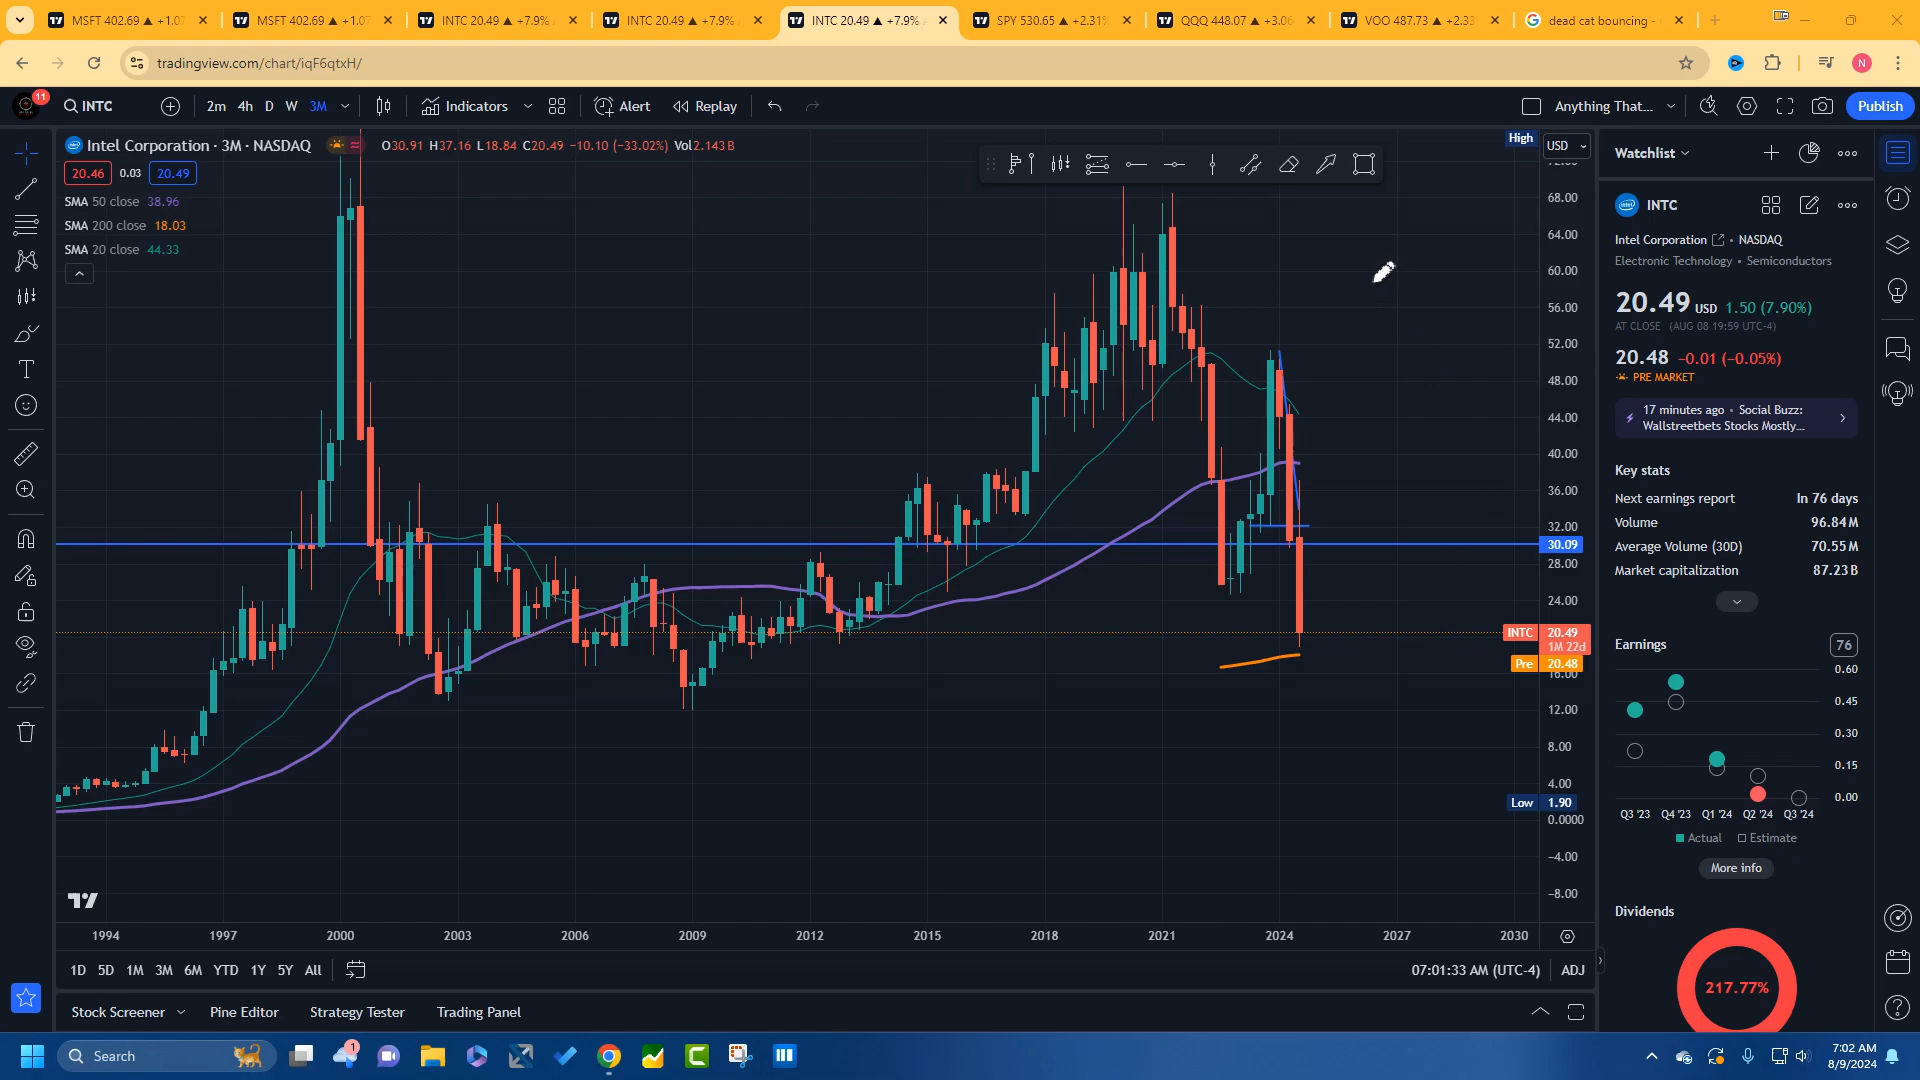 MSFT 402.69 ▲ +1.07
MSFT 402.69 ▲ +1.07
INTC 20.49 ▲ +7.9%
INTC 20.49 ▲ +7.9%
INTC 20.49 ▲ +7.9%
SPY 530.65 ▲ +2.31%
QQQ 448.07 ▲ +3.06
VOO 487.73 ▲ +2.33
dead cat bouncing -
tradingview.com/chart/iqF6qtxH/
N
11
INTC
2m 4h D W 3M
Indicators
Alert
Replay
Anything That...
Publish
Intel Corporation · 3M · NASDAQ
O30.91 H37.16 L18.84 C20.49 −10.10 (−33.02%) Vol2.143 B
20.46 0.03 20.49
SMA 50 close 38.96
SMA 200 close 18.03
SMA 20 close 44.33
High
USD
68.00
64.00
60.00
56.00
52.00
48.00
44.00
40.00
36.00
32.00
30.09
28.00
24.00
INTC 20.49
1M 22d
Pre 20.48
16.00
12.00
8.00
4.00
Low 1.90
0.0000
−4.00
−8.00
1994 1997 2000 2003 2006 2009 2012 2015 2018 2021 2024 2027 2030
1D 5D 1M 3M 6M YTD 1Y 5Y All
07:01:33 AM (UTC-4) ADJ
Stock Screener
Pine Editor
Strategy Tester
Trading Panel
Watchlist
INTC
Intel Corporation • NASDAQ
Electronic Technology • Semiconductors
20.49 USD 1.50 (7.90%)
AT CLOSE (AUG 08 19:59 UTC-4)
20.48 −0.01 (−0.05%)
PRE MARKET
17 minutes ago • Social Buzz:
Wallstreetbets Stocks Mostly...
Key stats
Next earnings report In 76 days
Volume 96.84 M
Average Volume (30D) 70.55 M
Market capitalization 87.23 B
Earnings 76
0.60
0.45
0.30
0.15
0.00
Q3 '23 Q4 '23 Q1 '24 Q2 '24 Q3 '24
Actual Estimate
More info
Dividends
217.77%
Search
1
7:02 AM
8/9/2024